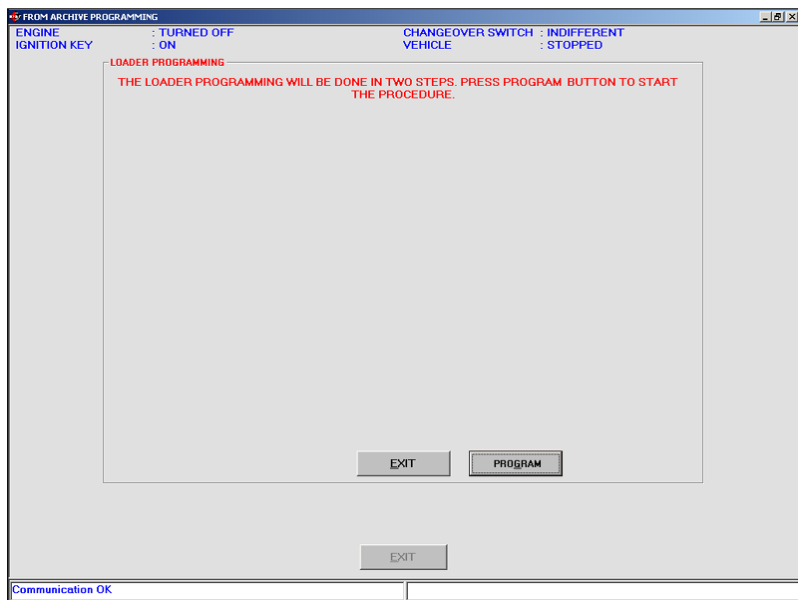 FROM ARCHIVE PROGRAMMING
ENGINE : TURNED OFF CHANGEOVER SWITCH : INDIFFERENT
IGNITION KEY : ON VEHICLE : STOPPED
LOADER PROGRAMMING
THE LOADER PROGRAMMING WILL BE DONE IN TWO STEPS. PRESS PROGRAM BUTTON TO START
THE PROCEDURE.
EXIT PROGRAM
EXIT
Communication OK